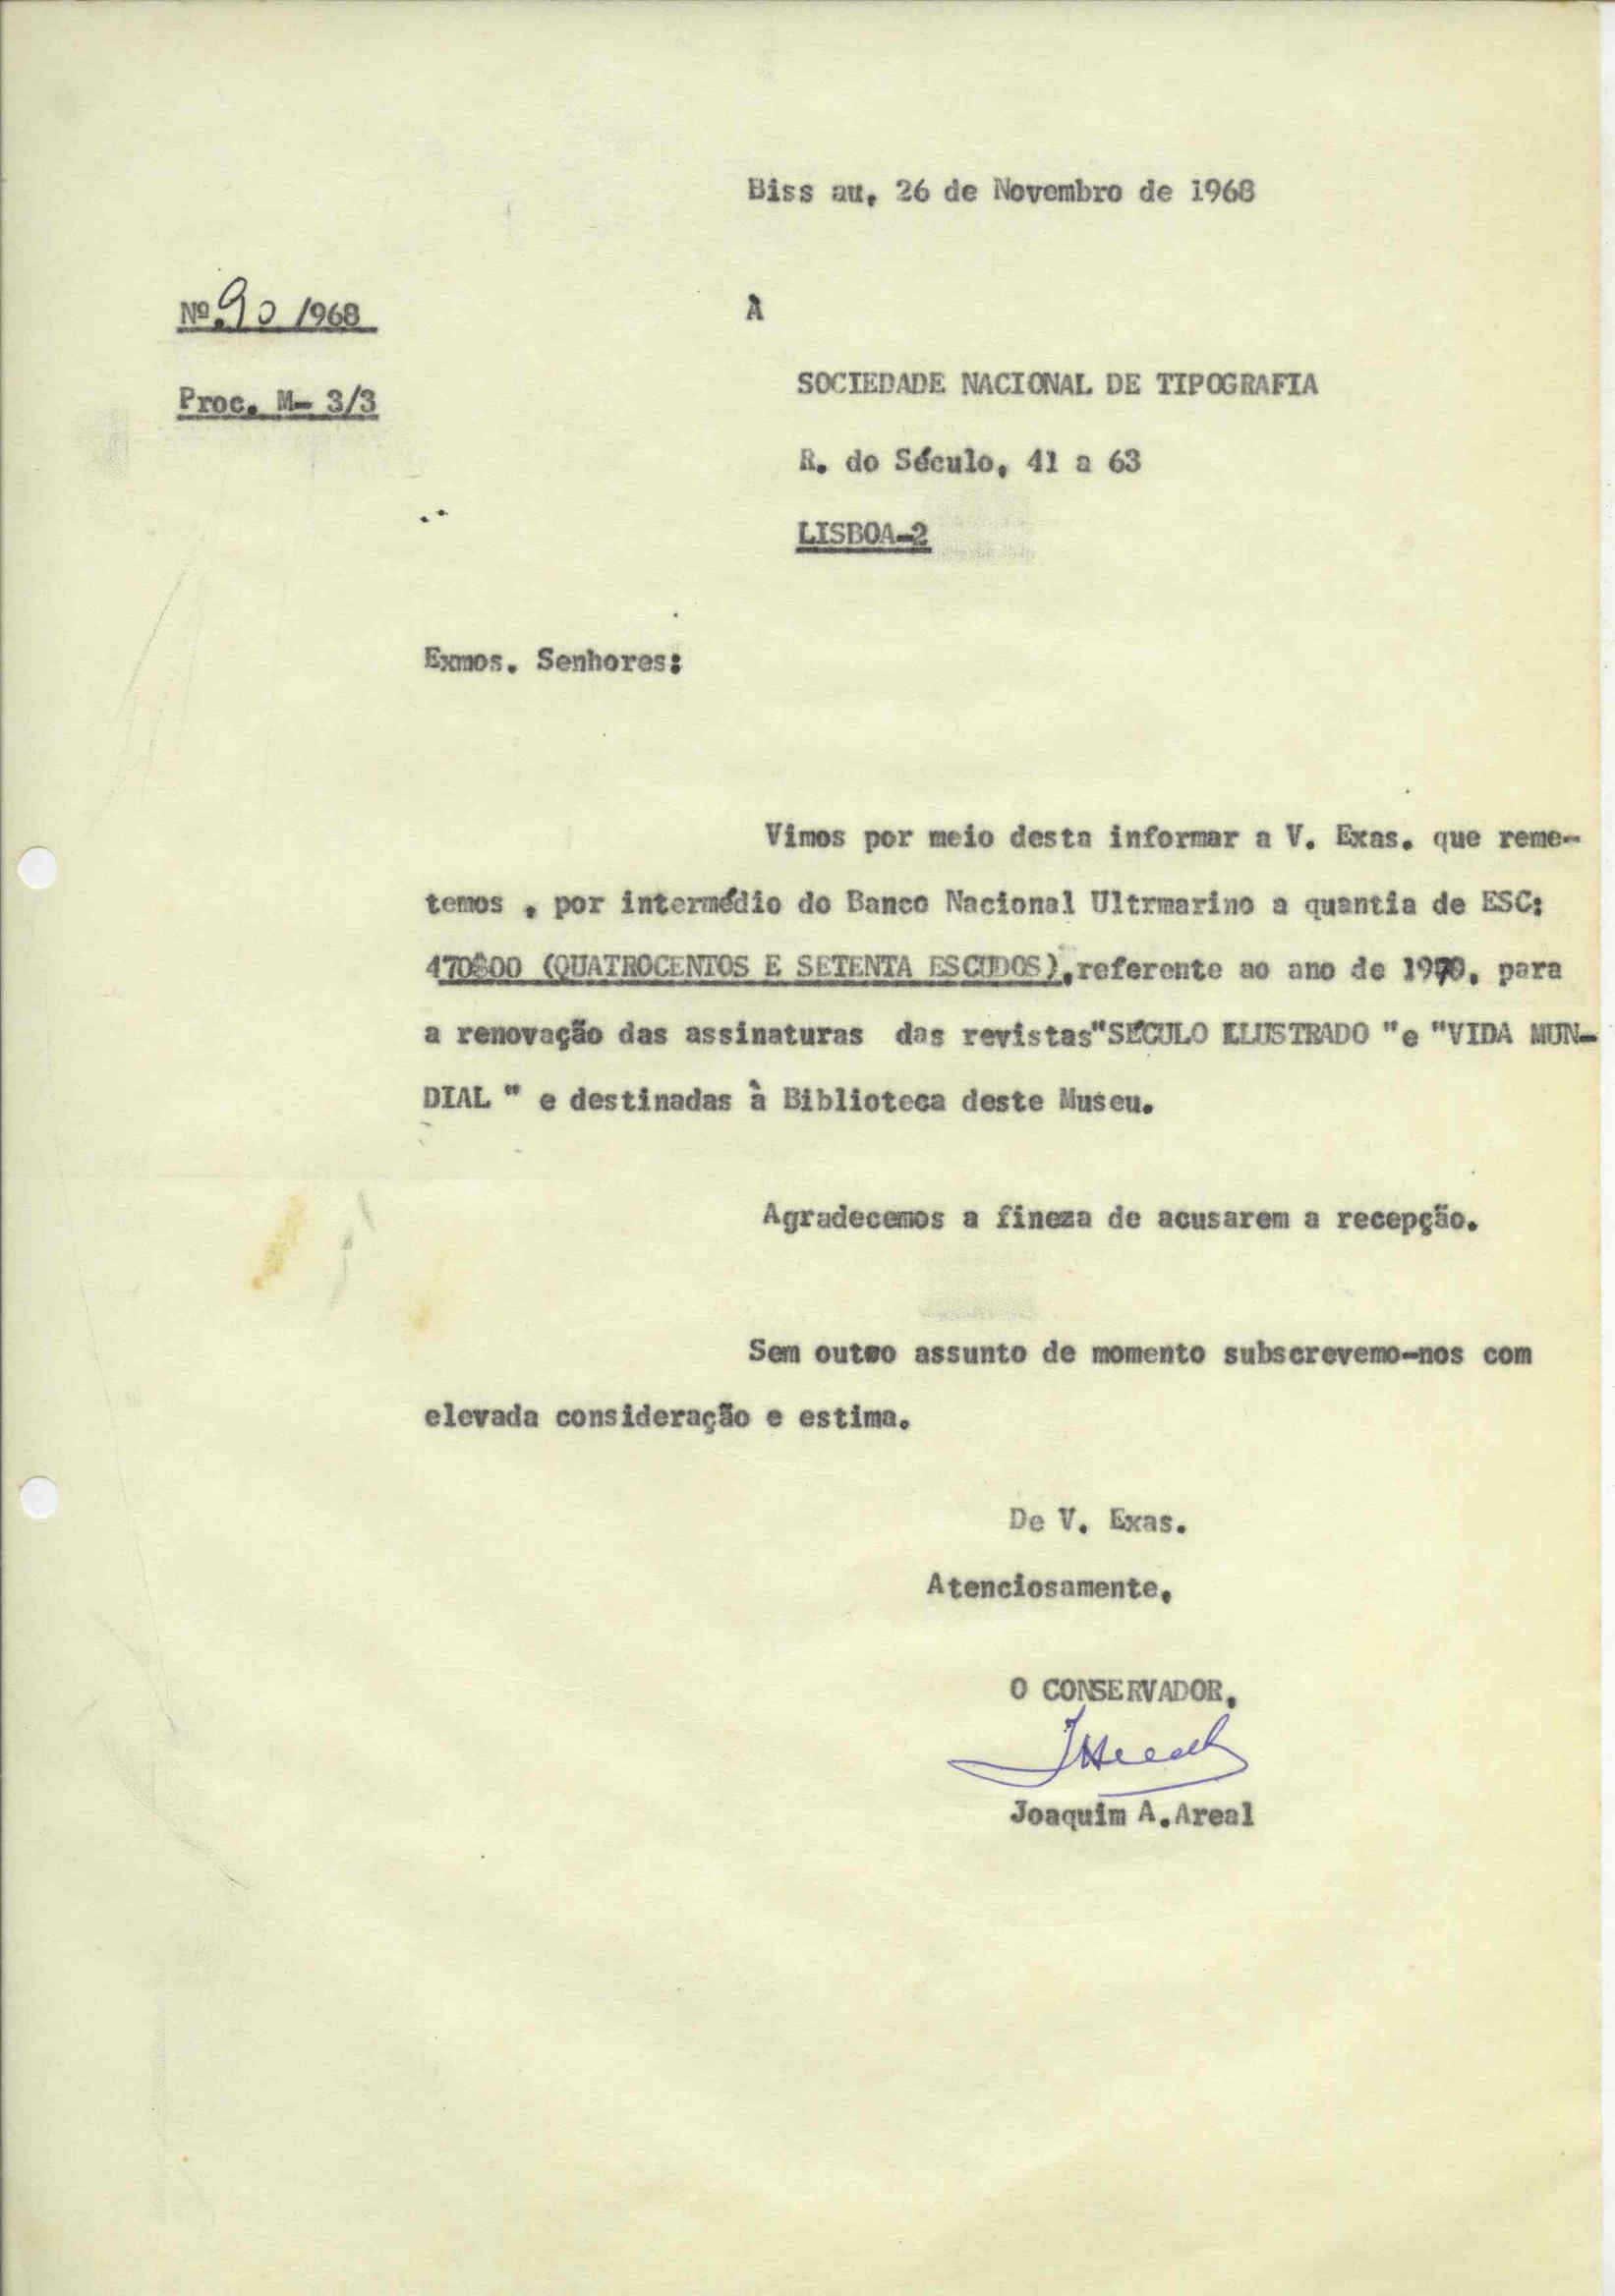 Biss au, 26 de Novembro de 1968
Nº.90 /968
À
SOCIEDADE NACIONAL DE TIPOGRAFIA
Proc. M- 3/3
R. do Século, 41 a 63
LISBOA-2
Exmos. Senhores:
Vimos por meio desta informar a V. Exas. que reme-
temos , por intermédio do Banco Nacional Ultrmarino a quantia de ESC:
470$00 (QUATROCENTOS E SETENTA ESCUDOS),referente ao ano de 1970, para
a renovação das assinaturas das revistas"SÉCULO ILUSTRADO "e "VIDA MUN-
DIAL " e destinadas à Biblioteca deste Museu.
Agradecemos a fineza de acusarem a recepção.
Sem outro assunto de momento subscrevemo-nos com
elevada consideração e estima.
De V. Exas.
Atenciosamente,
O CONSERVADOR,
Joaquim A.Areal